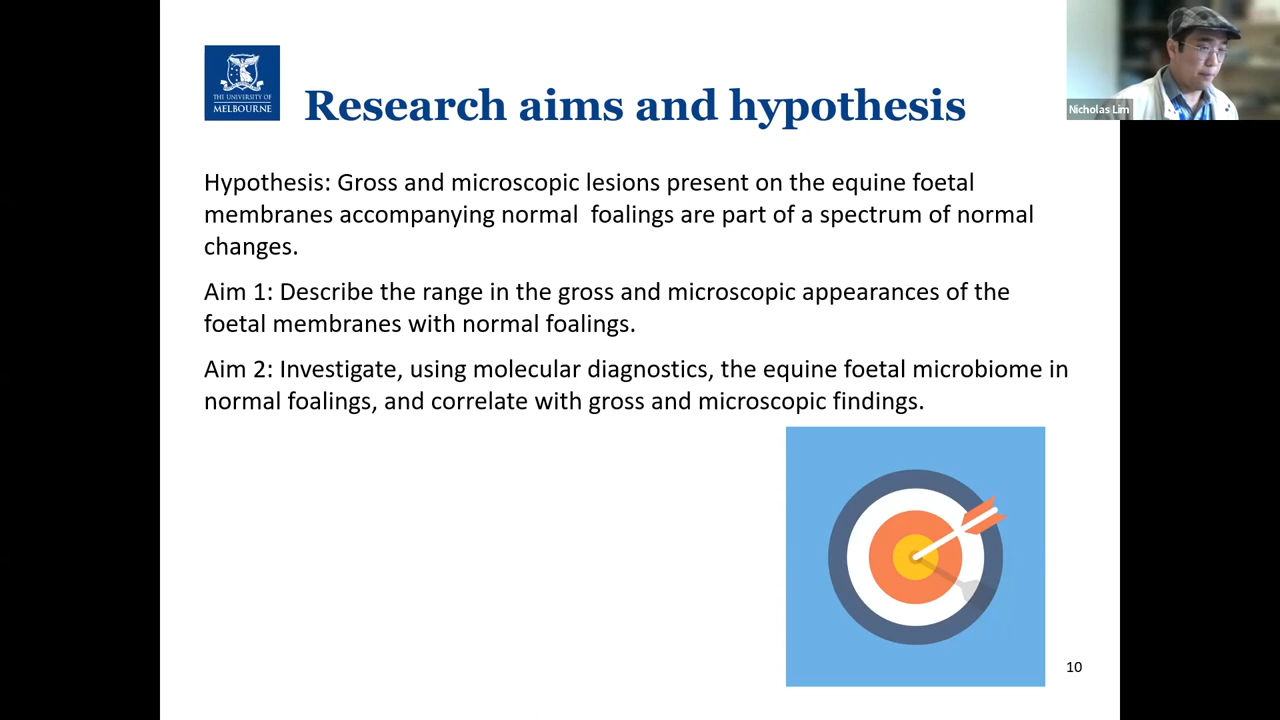 THE UNIVERSITY OF
MELBOURNE
Research aims and hypothesis
Nicholas Lim
Hypothesis: Gross and microscopic lesions present on the equine foetal
membranes accompanying normal  foalings are part of a spectrum of normal
changes.
Aim 1: Describe the range in the gross and microscopic appearances of the
foetal membranes with normal foalings.
Aim 2: Investigate, using molecular diagnostics, the equine foetal microbiome in
normal foalings, and correlate with gross and microscopic findings.
10